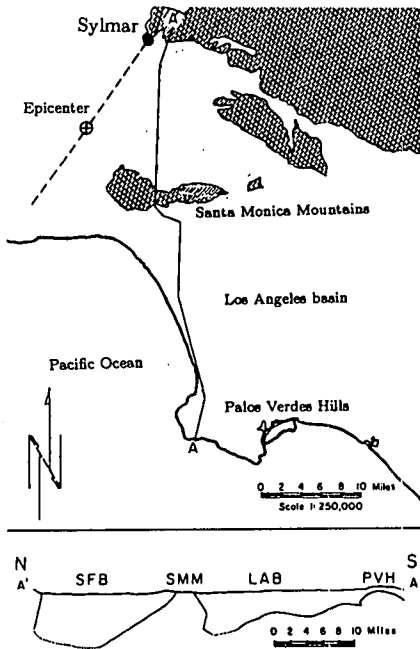 A'
Sylmar
Epicenter
Santa Monica Mountains
Los Angeles basin
Pacific Ocean
Palos Verdes Hills
A
N
0 2 4 6 8 10 Miles
Scale 1: 250,000
N S
A' SFB SMM LAB PVH A
0 2 4 6 8 10 MILES